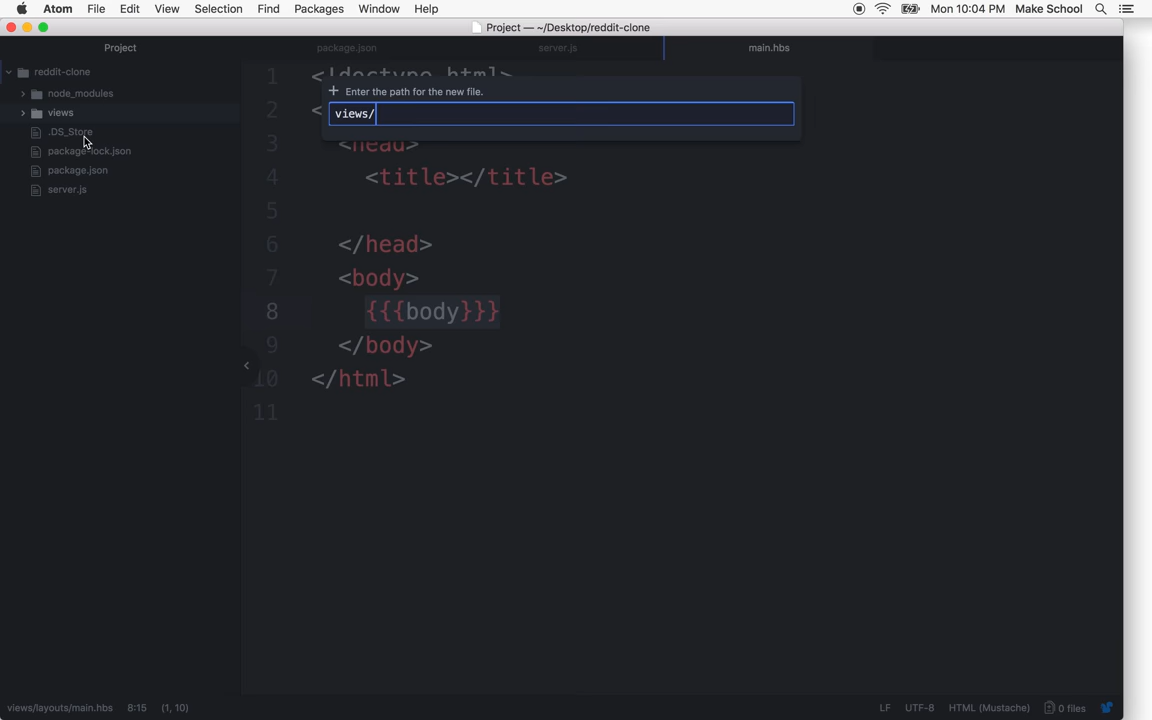 Atom File Edit View Selection Find Packages Window Help Mon 10:04 PM Make School
Project — ~/Desktop/reddit-clone
Project package.json server.js main.hbs
reddit-clone
node_modules
views
.DS_Store
package-lock.json
package.json
server.js
Enter the path for the new file.
views/
1 <!doctype html>
2 <
3 <head>
4 <title></title>
5
6 </head>
7 <body>
8 {{{body}}}
9 </body>
10 </html>
11
views/layouts/main.hbs 8:15 (1, 10) LF UTF-8 HTML (Mustache) 0 files